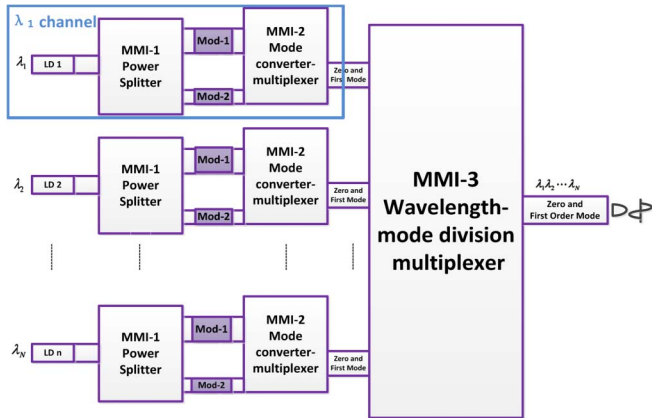 λ 1 channel
λ1
LD 1
MMI-1
Power
Splitter
Mod-1
Mod-2
MMI-2
Mode
converter-
multiplexer
Zero and
First Mode
λ2
LD 2
MMI-1
Power
Splitter
Mod-1
Mod-2
MMI-2
Mode
converter-
multiplexer
Zero and
First Mode
λN
LD n
MMI-1
Power
Splitter
Mod-1
Mod-2
MMI-2
Mode
converter-
multiplexer
Zero and
First Mode
MMI-3
Wavelength-
mode division
multiplexer
λ1λ2⋯λN
Zero and
First Order Mode